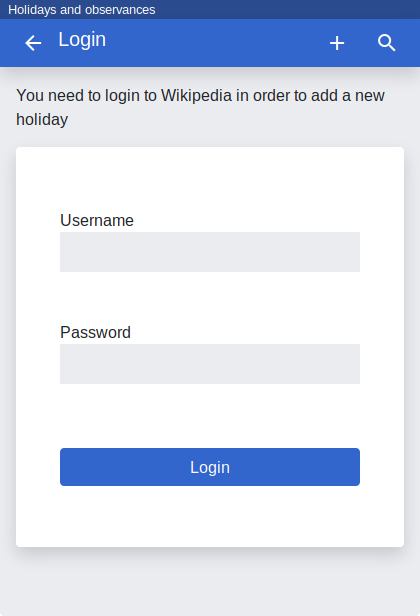 Holidays and observances
Login
You need to login to Wikipedia in order to add a new
holiday
Username
Password
Login